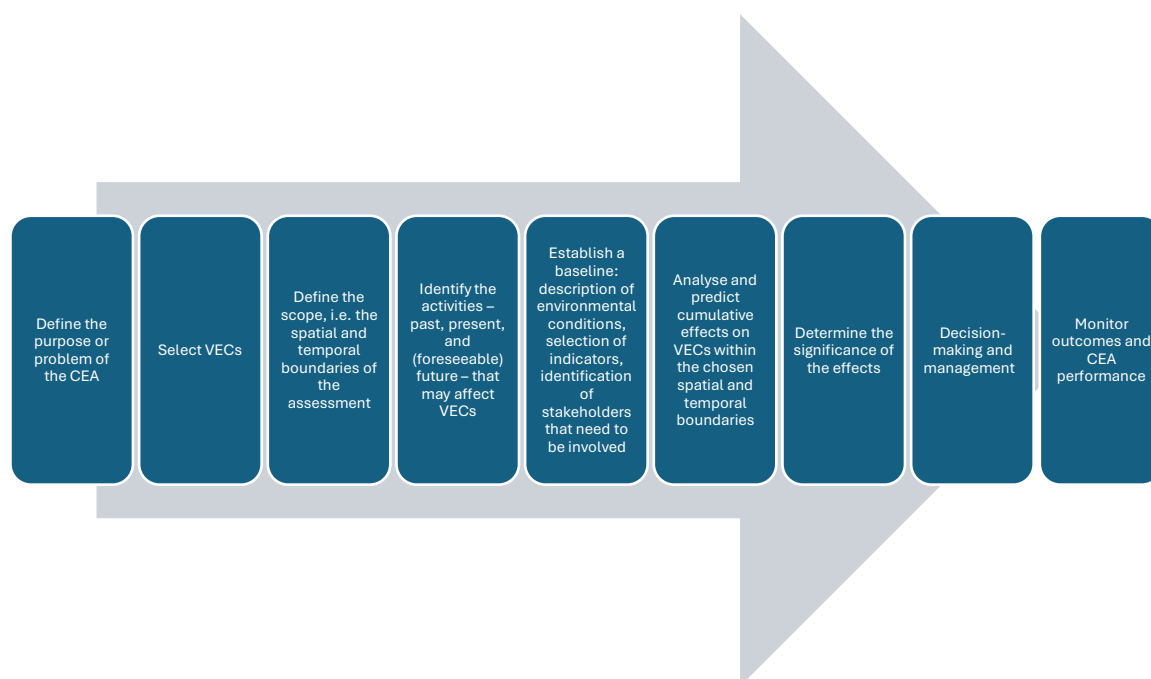 Define the
purpose or
problem of
the CEA
Select VECs
Define the
scope, i.e. the
spatial and
temporal
boundaries of
the
assessment
Identify the
activities –
past, present,
and
(foreseeable)
future – that
may affect
VECs
Establish a
baseline:
description of
environmental
conditions,
selection of
indicators,
identification
of
stakeholders
that need to
be involved
Analyse and
predict
cumulative
effects on
VECs within
the chosen
spatial and
temporal
boundaries
Determine the
significance of
the effects
Decision-
making and
management
Monitor
outcomes and
CEA
performance